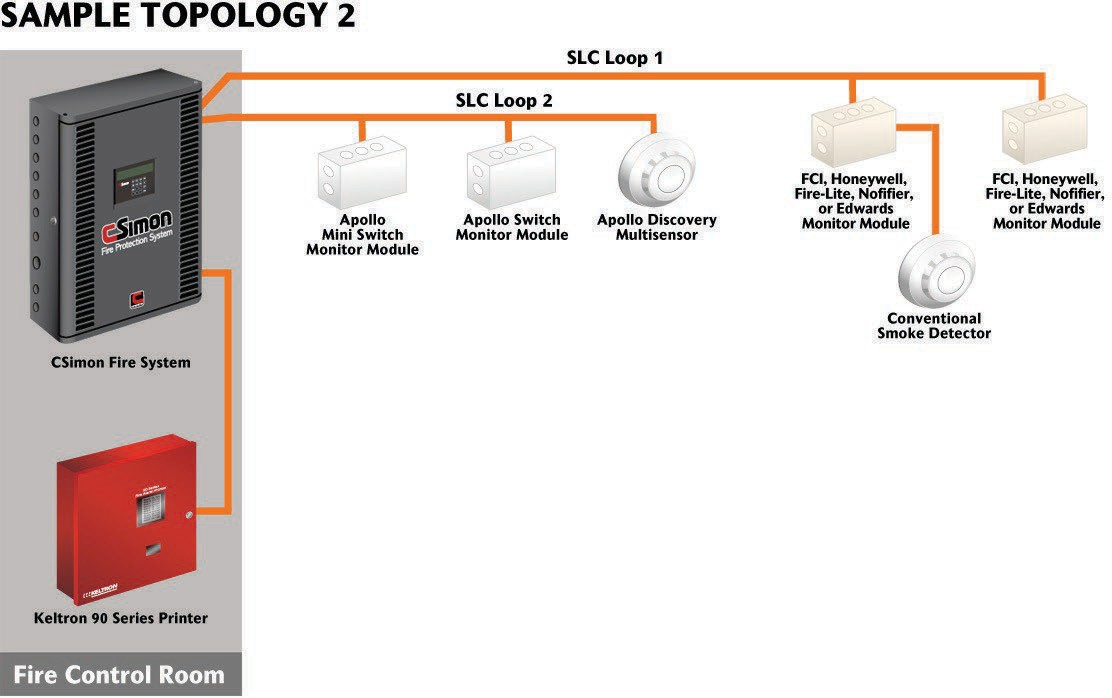 SAMPLE TOPOLOGY 2
SLC Loop 1
SLC Loop 2
CSimon
Fire Protection System
CSimon Fire System
Apollo
Mini Switch
Monitor Module
Apollo Switch
Monitor Module
Apollo Discovery
Multisensor
FCI, Honeywell,
Fire-Lite, Nofifier,
or Edwards
Monitor Module
FCI, Honeywell,
Fire-Lite, Nofifier,
or Edwards
Monitor Module
Conventional
Smoke Detector
KELTRON
Keltron 90 Series Printer
Fire Control Room